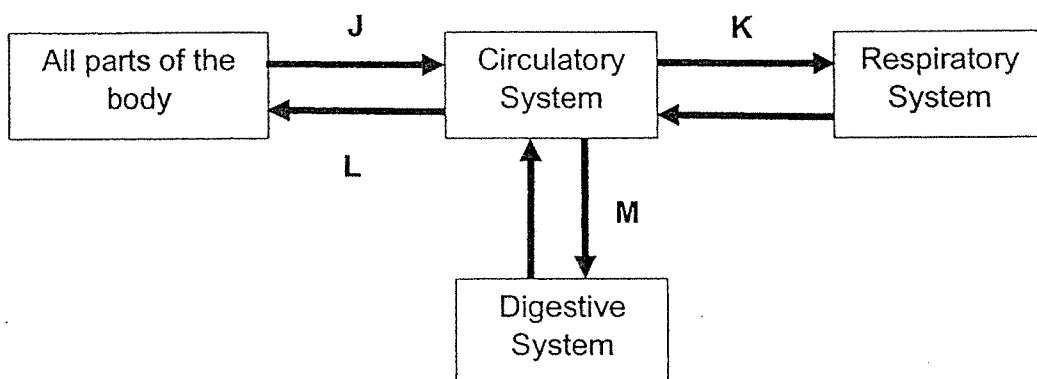 J
K
All parts of the
body
Circulatory
System
Respiratory
System
L
M
Digestive
System